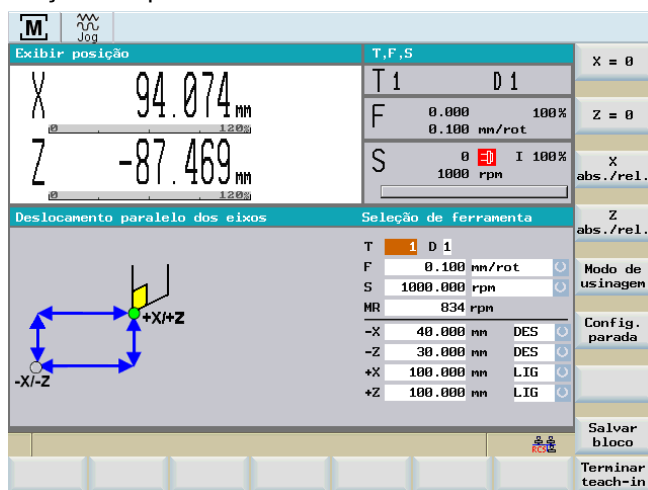 M
Jog
Exibir posição
T,F,S
X = 0
X 94.074 mm
0 120%
T 1 D 1
F 0.000 100%
0.100 mm/rot
Z = 0
Z -87.469 mm
0 120%
S 0 I 100%
1000 rpm
X
abs./rel.
Z
abs./rel.
Deslocamento paralelo dos eixos
Seleção de ferramenta
T 1 D 1
F 0.100 mm/rot
S 1000.000 rpm
MR 834 rpm
-X 40.000 mm DES
-Z 30.000 mm DES
+X 100.000 mm LIG
+Z 100.000 mm LIG
+X/+Z
-X/-Z
Modo de
usinagem
Config.
parada
Salvar
bloco
RCS
Terminar
teach-in